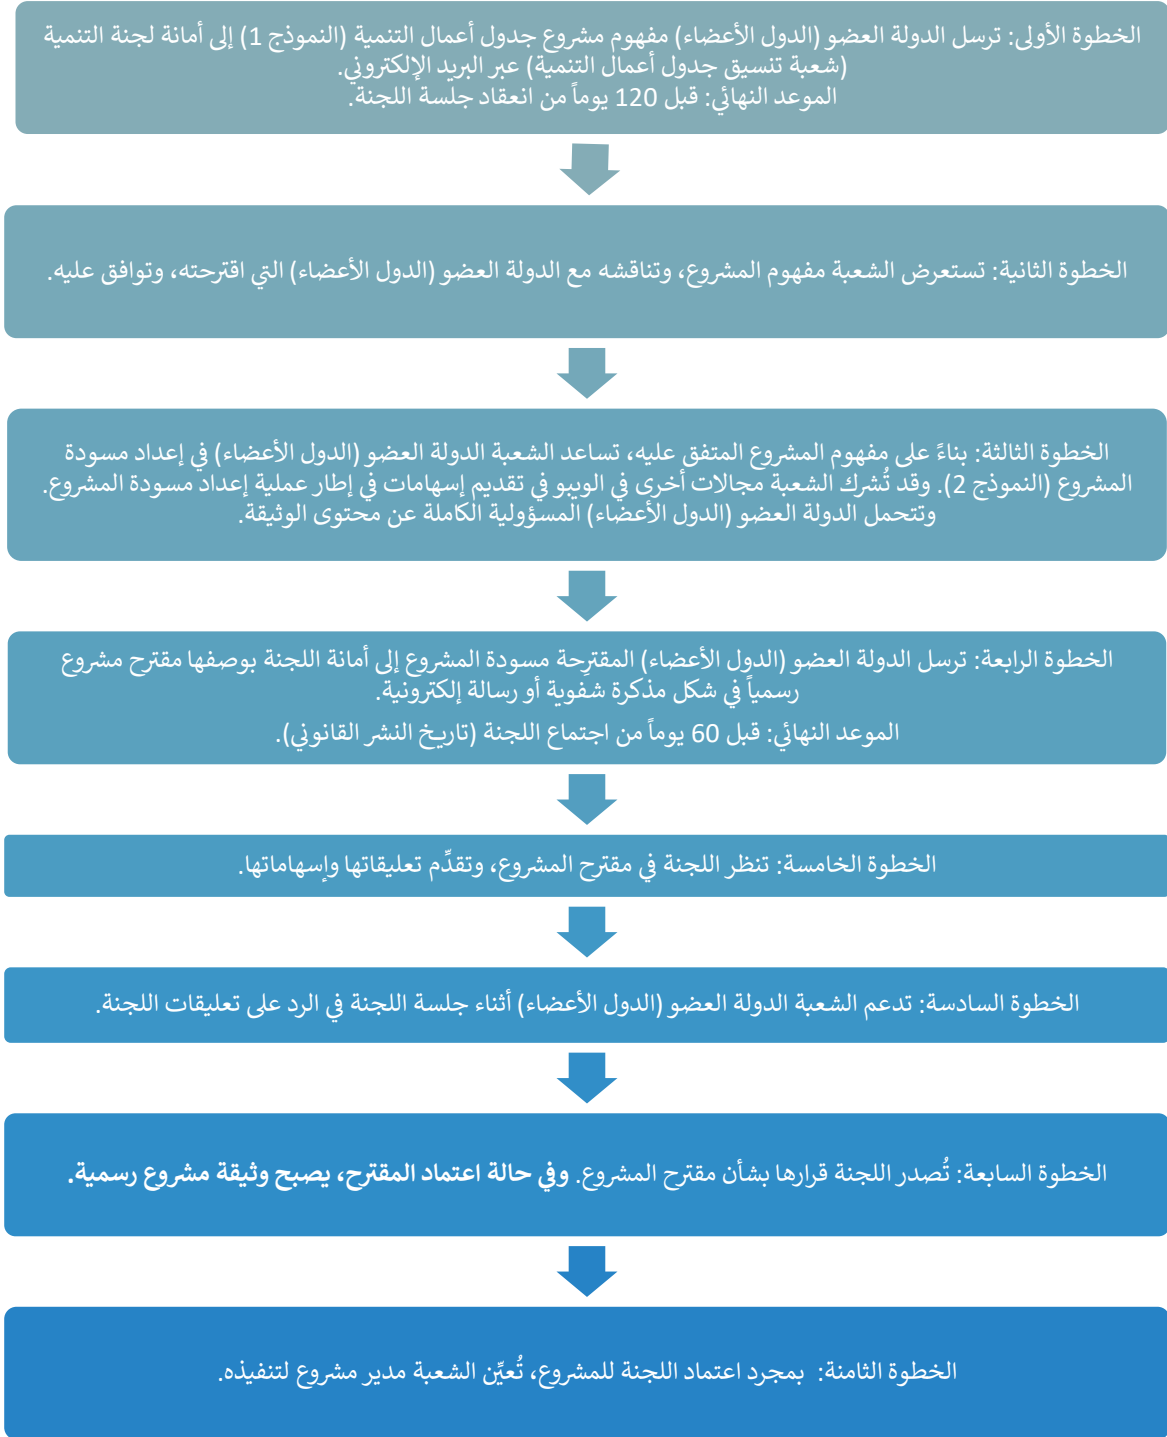 الخطوة الأولى: ترسل الدولة العضو (الدول الأعضاء) مفهوم مشروع جدول أعمال التنمية (النموذج 1) إلى أمانة لجنة التنمية
(شعبة تنسيق جدول أعمال التنمية) عبر البريد الإلكتروني.
الموعد النهائي: قبل 120 يوماً من انعقاد جلسة اللجنة.
الخطوة الثانية: تستعرض الشعبة مفهوم المشروع، وتناقشه مع الدولة العضو (الدول الأعضاء) التي اقترحته، وتوافق عليه.
الخطوة الثالثة: بناءً على مفهوم المشروع المتفق عليه، تساعد الشعبة الدولة العضو (الدول الأعضاء) في إعداد مسودة
المشروع (النموذج 2). وقد تُشرك الشعبة مجالات أخرى في الويبو في تقديم إسهامات في إطار عملية إعداد مسودة المشروع.
وتتحمل الدولة العضو (الدول الأعضاء) المسؤولية الكاملة عن محتوى الوثيقة.
الخطوة الرابعة: ترسل الدولة العضو (الدول الأعضاء) المقترِحة مسودة المشروع إلى أمانة اللجنة بوصفها مقترح مشروع
رسمياً في شكل مذكرة شفوية أو رسالة إلكترونية.
الموعد النهائي: قبل 60 يوماً من اجتماع اللجنة (تاريخ النشر القانوني).
الخطوة الخامسة: تنظر اللجنة في مقترح المشروع، وتقدِّم تعليقاتها وإسهاماتها.
الخطوة السادسة: تدعم الشعبة الدولة العضو (الدول الأعضاء) أثناء جلسة اللجنة في الرد على تعليقات اللجنة.
الخطوة السابعة: تُصدر اللجنة قرارها بشأن مقترح المشروع. وفي حالة اعتماد المقترح، يصبح وثيقة مشروع رسمية.
الخطوة الثامنة: بمجرد اعتماد اللجنة للمشروع، تُعيِّن الشعبة مدير مشروع لتنفيذه.